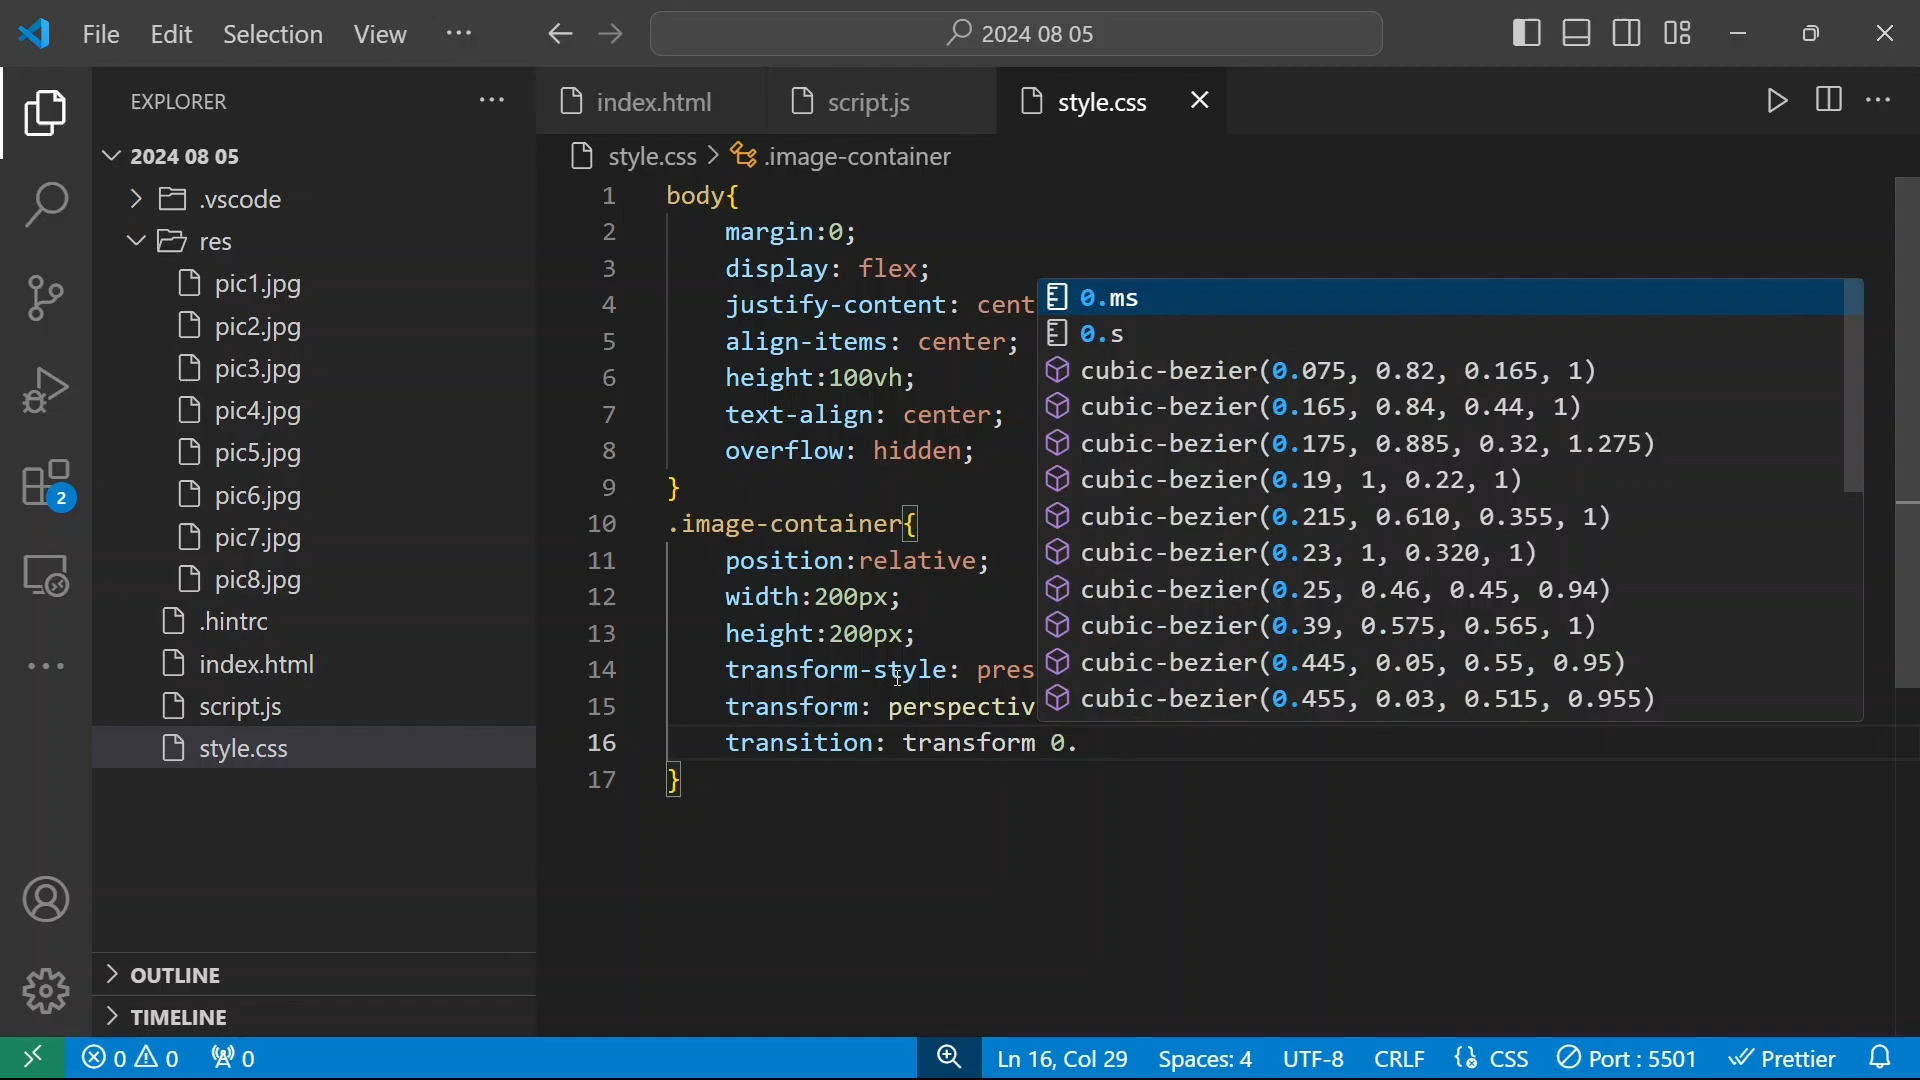 File Edit Selection View ... 2024 08 05
EXPLORER ...
2024 08 05
.vscode
res
pic1.jpg
pic2.jpg
pic3.jpg
pic4.jpg
pic5.jpg
pic6.jpg
pic7.jpg
pic8.jpg
.hintrc
index.html
script.js
style.css
OUTLINE
TIMELINE
2
index.html script.js style.css
style.css > .image-container
1 body{
2 margin:0;
3 display: flex;
4 justify-content: cent
5 align-items: center;
6 height:100vh;
7 text-align: center;
8 overflow: hidden;
9 }
10 .image-container{
11 position:relative;
12 width:200px;
13 height:200px;
14 transform-style: pres
15 transform: perspectiv
16 transition: transform 0.
17 }
0.ms
0.s
cubic-bezier(0.075, 0.82, 0.165, 1)
cubic-bezier(0.165, 0.84, 0.44, 1)
cubic-bezier(0.175, 0.885, 0.32, 1.275)
cubic-bezier(0.19, 1, 0.22, 1)
cubic-bezier(0.215, 0.610, 0.355, 1)
cubic-bezier(0.23, 1, 0.320, 1)
cubic-bezier(0.25, 0.46, 0.45, 0.94)
cubic-bezier(0.39, 0.575, 0.565, 1)
cubic-bezier(0.445, 0.05, 0.55, 0.95)
cubic-bezier(0.455, 0.03, 0.515, 0.955)
0 0 0 Ln 16, Col 29 Spaces: 4 UTF-8 CRLF CSS Port : 5501 Prettier